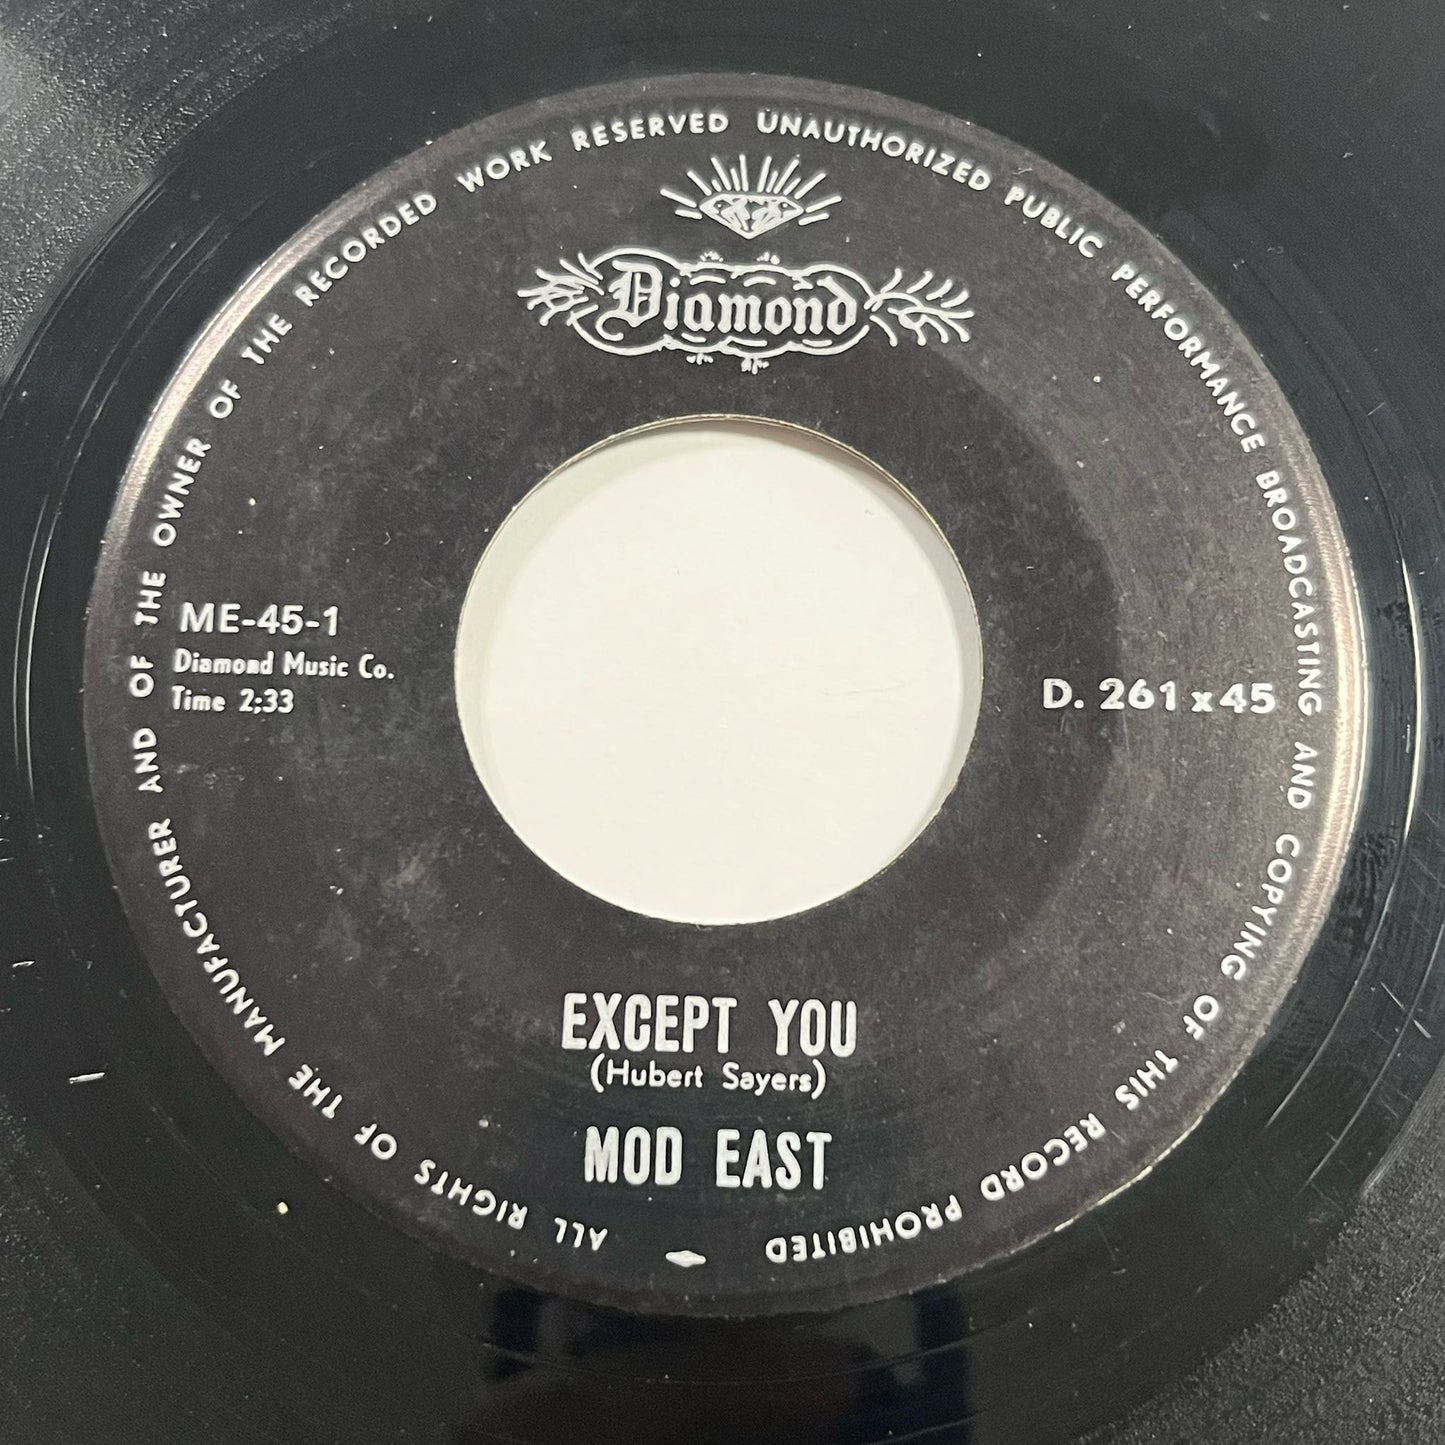 ALL RIGHTS OF THE MANUFACTURER AND OF THE OWNER OF THE RECORDED WORK RESERVED UNAUTHORIZED PUBLIC PERFORMANCE BROADCASTING AND COPYING OF THIS RECORD PROHIBITED
Diamond
ME-45-1
Diamond Music Co.
Time 2;33
D. 261 x 45
EXCEPT YOU
(Hubert Sayers)
MOD EAST